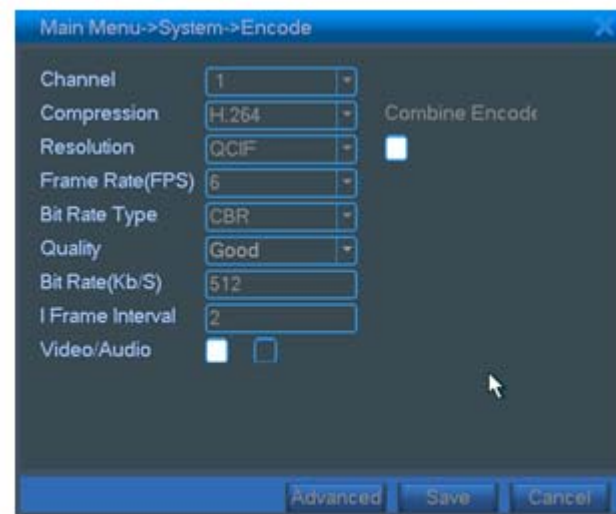 Main Menu->System->Encode
Channel 1
Compression H.264 Combine Encode
Resolution QCIF
Frame Rate(FPS) 6
Bit Rate Type CBR
Quality Good
Bit Rate(Kb/S) 512
I Frame Interval 2
Video/Audio
Advanced Save Cancel